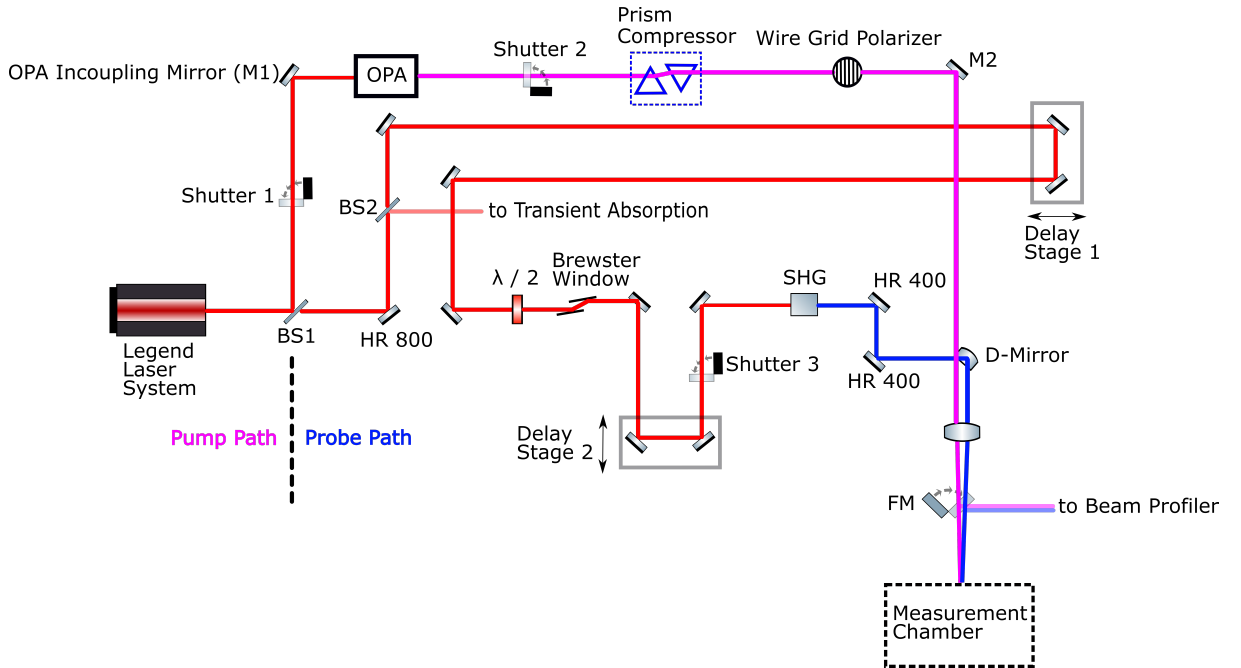 Prism
Compressor
Shutter 2
Wire Grid Polarizer
M2
OPA Incoupling Mirror (M1)
OPA
Shutter 1
BS2
to Transient Absorption
Delay
Stage 1
Brewster
Window
λ / 2
SHG
HR 400
BS1
HR 800
Legend
Laser
System
Shutter 3
HR 400
D-Mirror
Pump Path
Probe Path
Delay
Stage 2
FM
to Beam Profiler
Measurement
Chamber